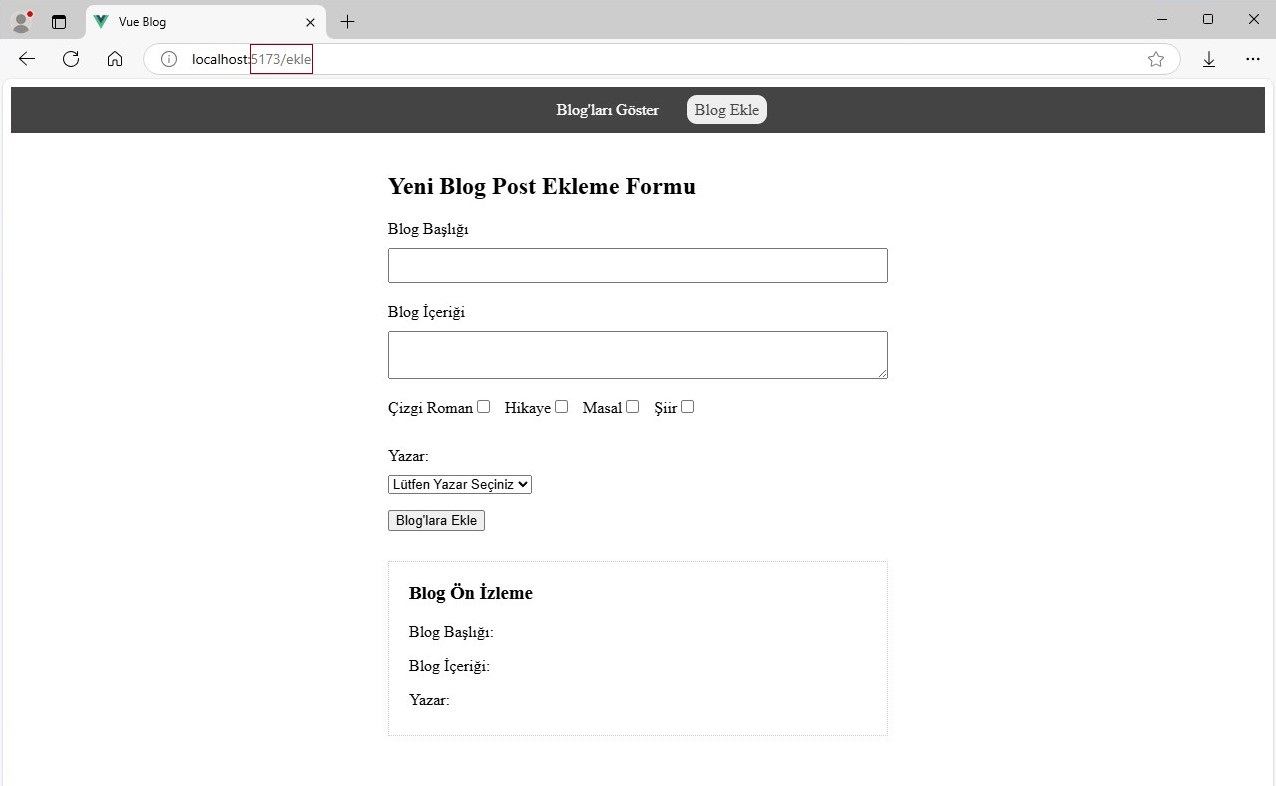 Vue Blog
localhost:5173/ekle
Blog'ları Göster Blog Ekle
Yeni Blog Post Ekleme Formu
Blog Başlığı
Blog İçeriği
Çizgi Roman Hikaye Masal Şiir
Yazar:
Lütfen Yazar Seçiniz
Blog'lara Ekle
Blog Ön İzleme
Blog Başlığı:
Blog İçeriği:
Yazar: